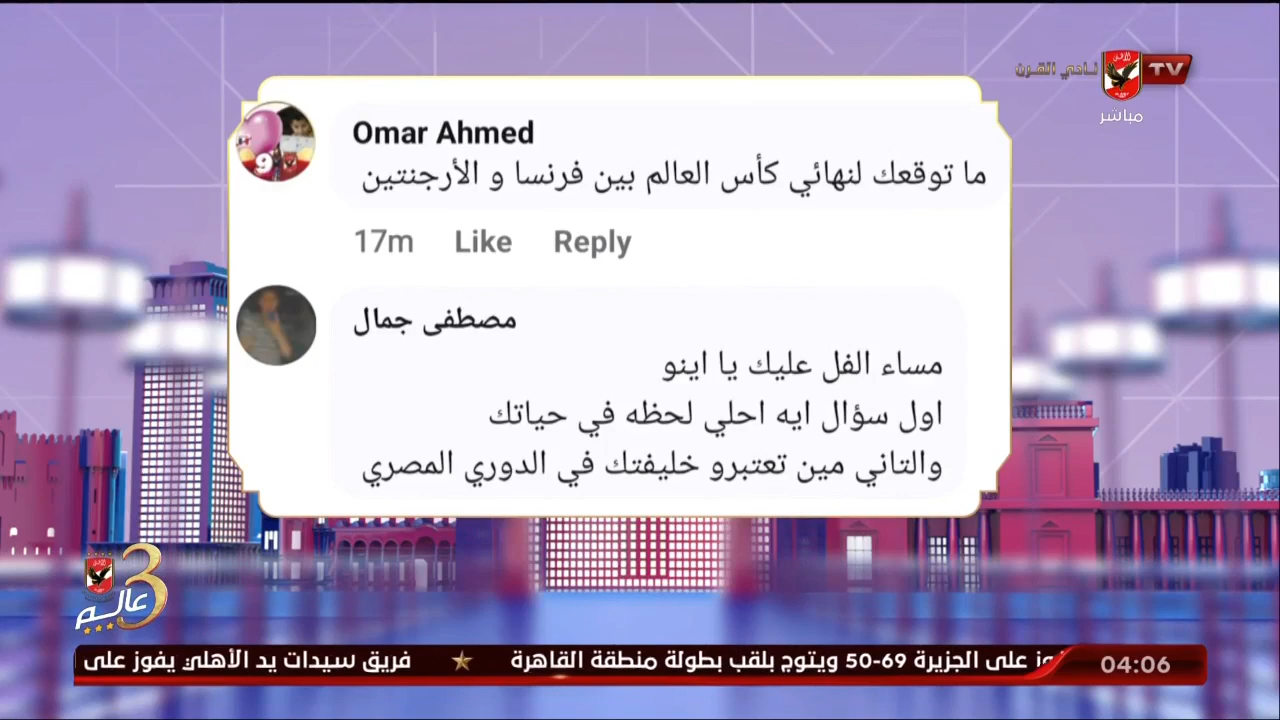 نادي القرن
TV
مباشر
Omar Ahmed
ما توقعك لنهائي كأس العالم بين فرنسا و الأرجنتين
17m Like Reply
مصطفى جمال
مساء الفل عليك يا اينو
اول سؤال ايه احلي لحظه في حياتك
والتاني مين تعتبرو خليفتك في الدوري المصري
3 عالم
وز على الجزيرة 69-50 ويتوج بلقب بطولة منطقة القاهرة ★ فريق سيدات يد الأهلي يفوز على
04:06